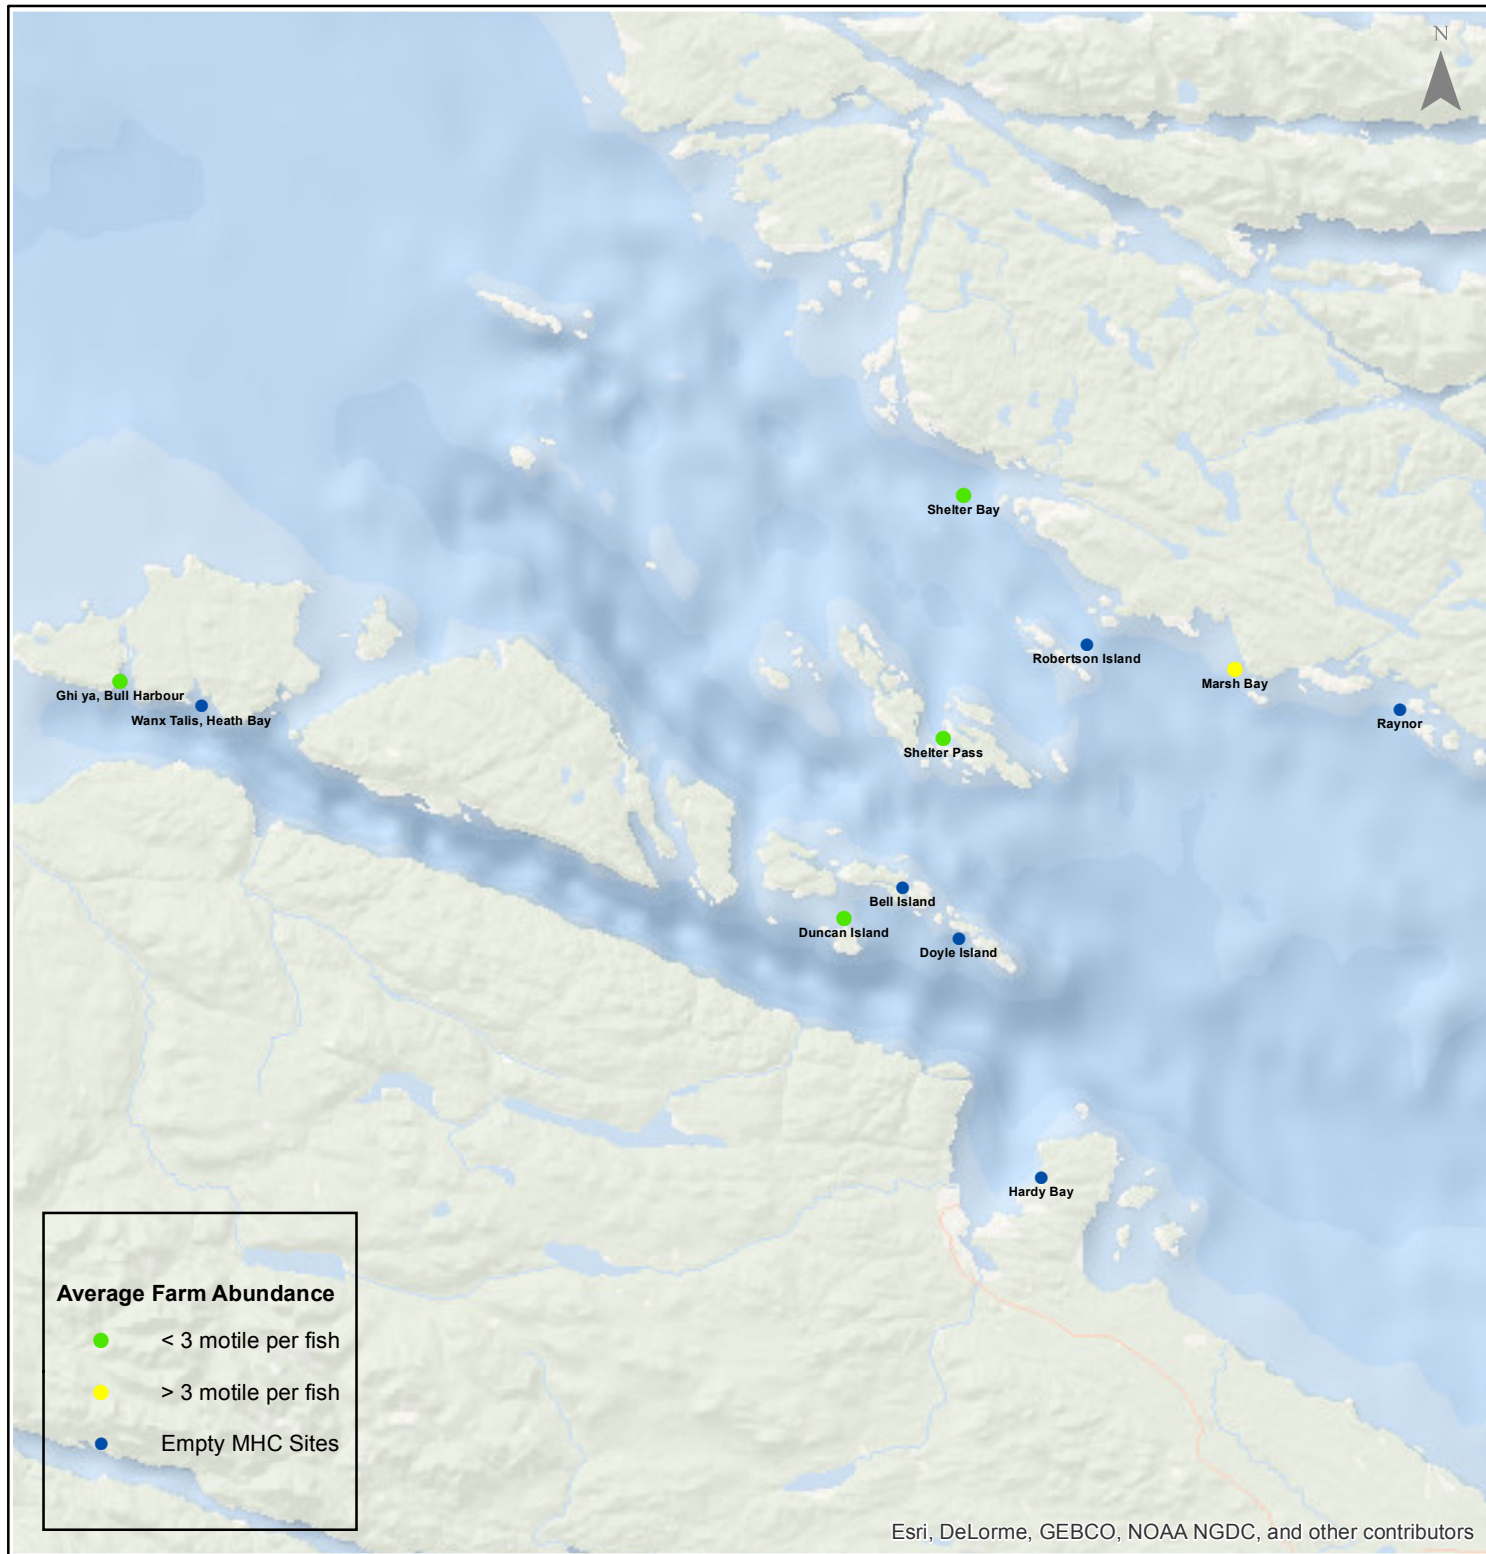 N
Shelter Bay
Robertson Island
Marsh Bay
Ghi ya, Bull Harbour
Wanx Talis, Heath Bay
Raynor
Shelter Pass
Bell Island
Duncan Island
Doyle Island
Hardy Bay
Average Farm Abundance
< 3 motile per fish
> 3 motile per fish
Empty MHC Sites
Esri, DeLorme, GEBCO, NOAA NGDC, and other contributors